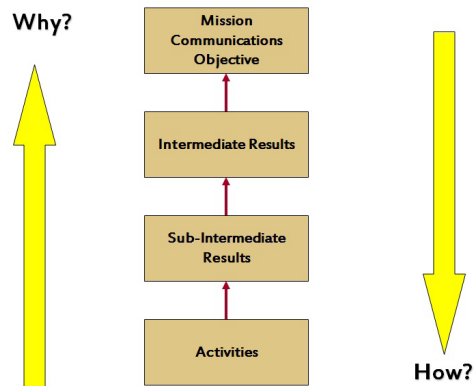 Why?
Mission
Communications
Objective
Intermediate Results
Sub-Intermediate
Results
Activities
How?